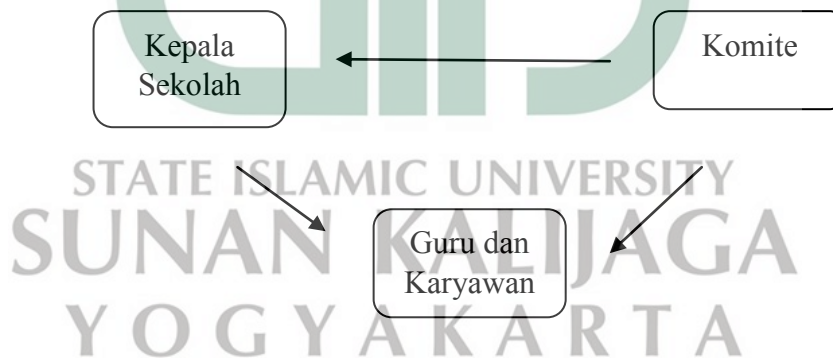 Kepala
Sekolah
Komite
STATE ISLAMIC UNIVERSITY
SUNAN KALIJAGA
Guru dan
Karyawan
YOGYAKARTA